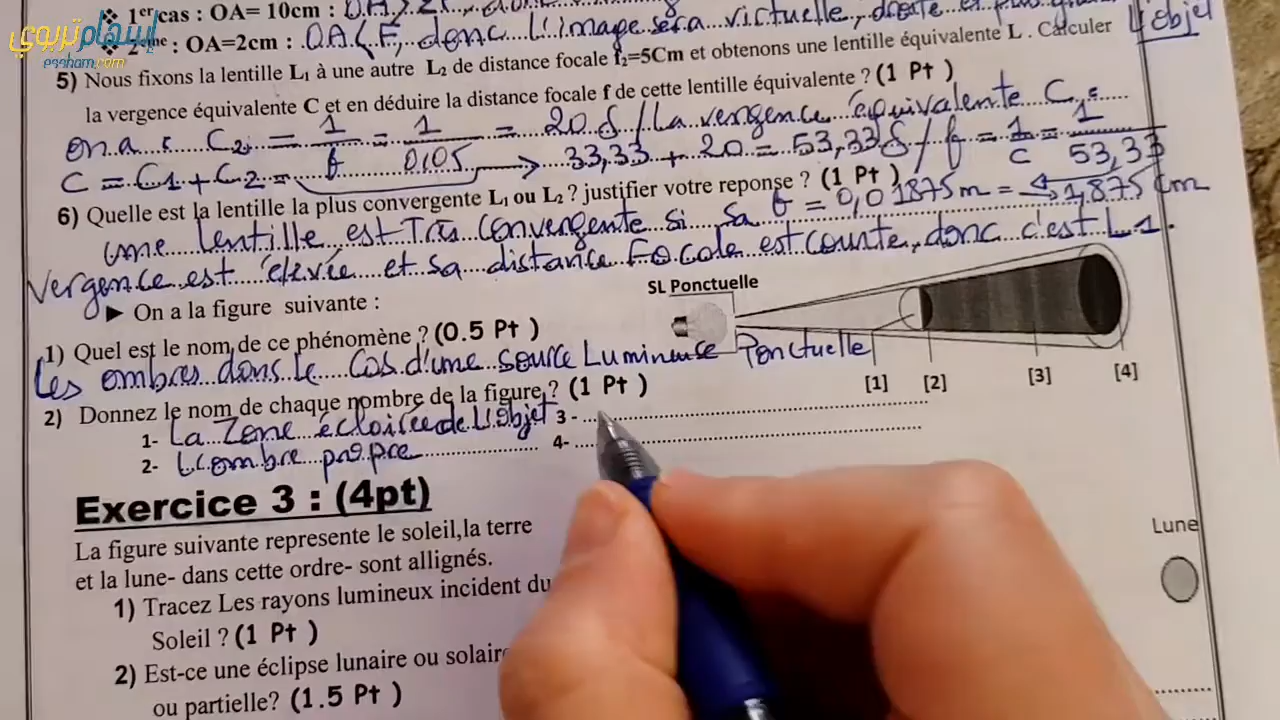 إسهام تربوي
essham.com
❖ 1er cas : OA= 10cm :
❖ 2ème : OA=2cm : OA<F, donc L'image sera virtuelle, droite et plus
L'objet
5) Nous fixons la lentille L1 à une autre L2 de distance focale f2=5Cm et obtenons une lentille équivalente L . Calculer
la vergence équivalente C et en déduire la distance focale f de cette lentille équivalente ? (1 Pt )
on a : C2 = 1/f = 1/0,05 = 20 δ / La vergence équivalente C :
C = C1 + C2 = → 33,33 + 20 = 53,33 δ / f = 1/C = 1/53,33
6) Quelle est la lentille la plus convergente L1 ou L2 ? justifier votre reponse ? (1 Pt ) f = 0,01875 m = 1,875 cm
une lentille est Très convergente si sa
vergence est élevée et sa distance Focale est courte, donc c'est L1.
► On a la figure suivante :
SL Ponctuelle
1) Quel est le nom de ce phénomène ? (0.5 Pt )
Les ombres dans le Cas d'une source Lumineuse Ponctuelle
[1] [2] [3] [4]
2) Donnez le nom de chaque nombre de la figure ? (1 Pt )
1- La Zone éclairée de L'objet 3 -
2- L'ombre propre 4-
Exercice 3 : (4pt)
La figure suivante represente le soleil,la terre
et la lune- dans cette ordre- sont allignés.
Lune
1) Tracez Les rayons lumineux incident du
Soleil ? (1 Pt )
2) Est-ce une éclipse lunaire ou solair
ou partielle? (1.5 Pt )